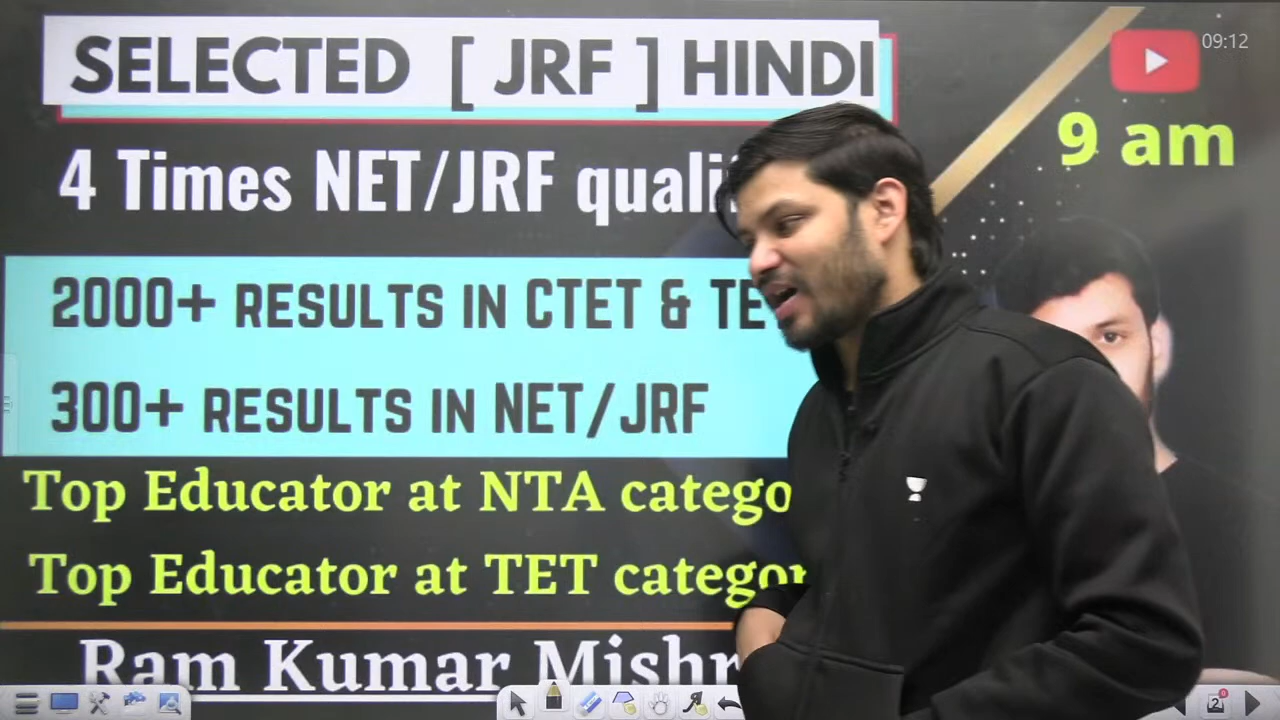 SELECTED [ JRF ] HINDI
09:12
9 am
4 Times NET/JRF
2000+ RESULTS IN CTET &
300+ RESULTS IN NET/JRF
Top Educator at NTA
Top Educator at TET
Ram Kumar
2